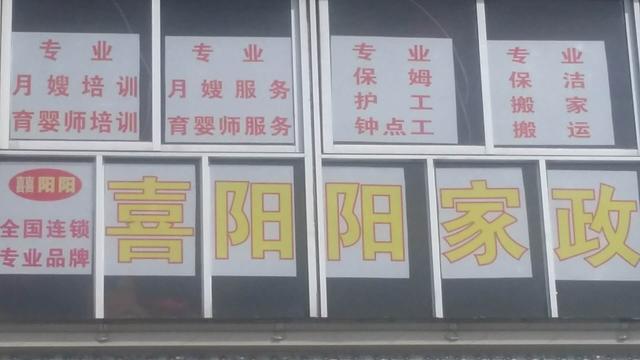 专业
月嫂培训
育婴师培训
专业
月嫂服务
育婴师服务
专业
保姆
护工
钟点工
专业
保洁
搬家
搬运
囍阳阳
全国连锁
专业品牌
喜阳阳家政